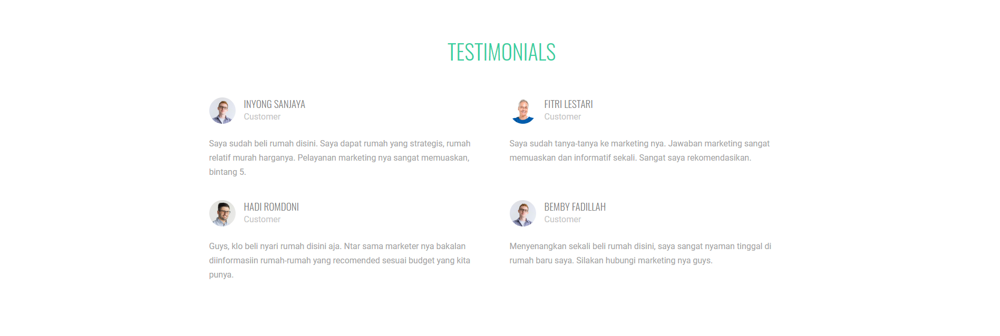 TESTIMONIALS
INYONG SANJAYA
Customer
Saya sudah beli rumah disini. Saya dapat rumah yang strategis, rumah
relatif murah harganya. Pelayanan marketing nya sangat memuaskan,
bintang 5.
FITRI LESTARI
Customer
Saya sudah tanya-tanya ke marketing nya. Jawaban marketing sangat
memuaskan dan informatif sekali. Sangat saya rekomendasikan.
HADI ROMDONI
Customer
Guys, klo beli nyari rumah disini aja. Ntar sama marketer nya bakalan
diinformasiin rumah-rumah yang recomended sesuai budget yang kita
punya.
BEMBY FADILLAH
Customer
Menyenangkan sekali beli rumah disini, saya sangat nyaman tinggal di
rumah baru saya. Silakan hubungi marketing nya guys.